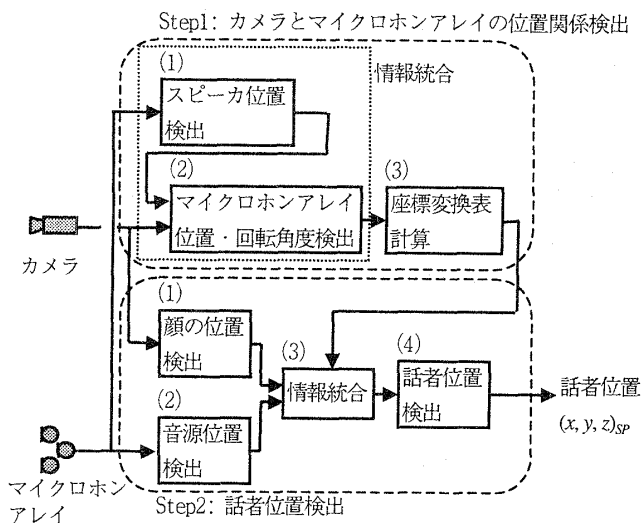 Step1: カメラとマイクロホンアレイの位置関係検出
(1)
情報統合
スピーカ位置
検出
(2)
(3)
マイクロホンアレイ
位置・回転角度検出
座標変換表
計算
カメラ
(1)
顔の位置
検出
(3)
(4)
情報統合
話者位置
検出
話者位置
(x, y, z)SP
(2)
音源位置
検出
マイクロホン
アレイ
Step2: 話者位置検出